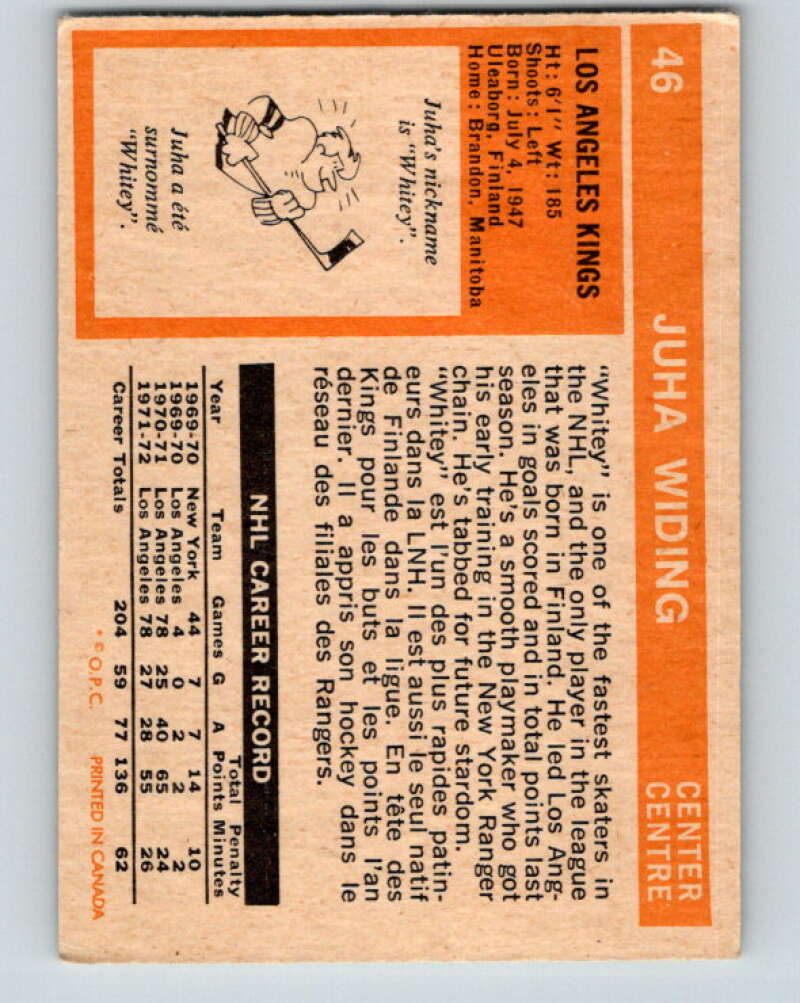 46 JUHA WIDING CENTER
CENTRE
LOS ANGELES KINGS
Ht: 6'1" Wt: 185
Shoots: Left
Born: July 4, 1947
Uleaborg, Finland
Home: Brandon, Manitoba
Juha's nickname
is "Whitey".
Juha a été
surnommé
"Whitey".
"Whitey" is one of the fastest skaters in
the NHL, and the only player in the league
that was born in Finland. He led Los Ang-
eles in goals scored and in total points last
season. He's a smooth playmaker who got
his early training in the New York Ranger
chain. He's tabbed for future stardom.
"Whitey" est l'un des plus rapides patin-
eurs dans la LNH. Il est aussi le seul natif
de Finlande dans la ligue. En tête des
Kings pour les buts et les points l'an
dernier. Il a appris son hockey dans le
réseau des filiales des Rangers.
NHL CAREER RECORD
Total Penalty
Year Team Games G A Points Minutes
1969-70 New York 44 7 7 14 10
1969-70 Los Angeles 4 0 2 2 2
1970-71 Los Angeles 78 25 40 65 24
1971-72 Los Angeles 78 27 28 55 26
Career Totals 204 59 77 136 62
* © O.P.C. PRINTED IN CANADA